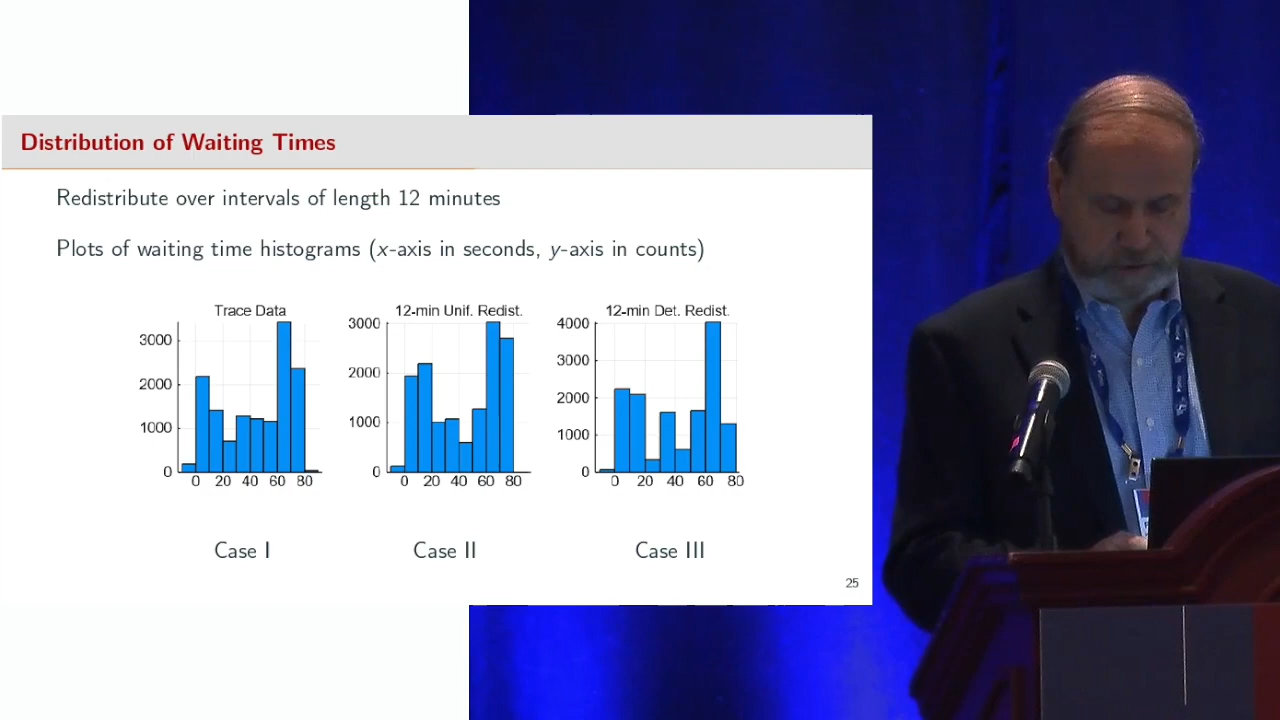 Distribution of Waiting Times
Redistribute over intervals of length 12 minutes
Plots of waiting time histograms (x-axis in seconds, y-axis in counts)
Trace Data
3000
2000
1000
0
0 20 40 60 80
12-min Unif. Redist.
3000
2000
1000
0
0 20 40 60 80
12-min Det. Redist.
4000
3000
2000
1000
0
0 20 40 60 80
Case I
Case II
Case III
25